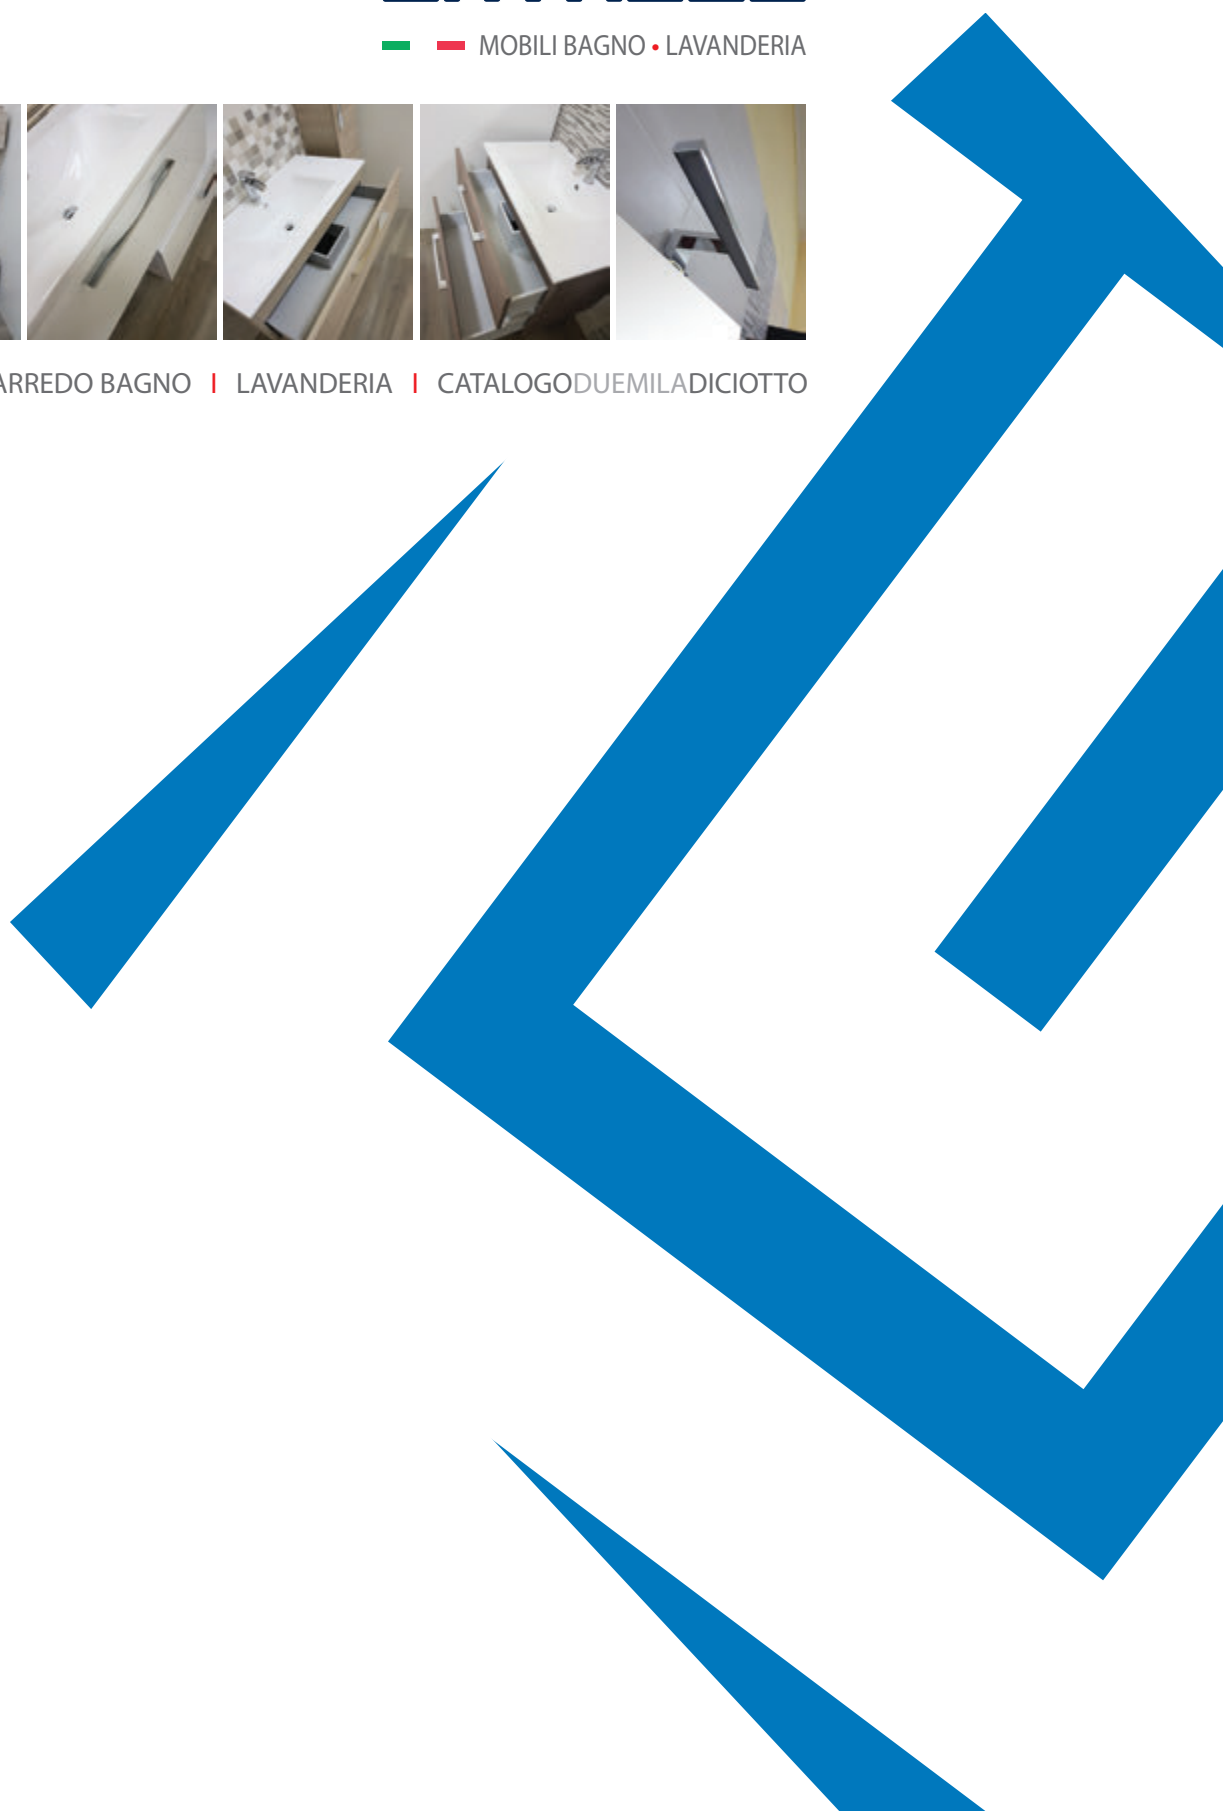 MOBILI BAGNO • LAVANDERIA
ARREDO BAGNO | LAVANDERIA | CATALOGODUEMILADICIOTTO